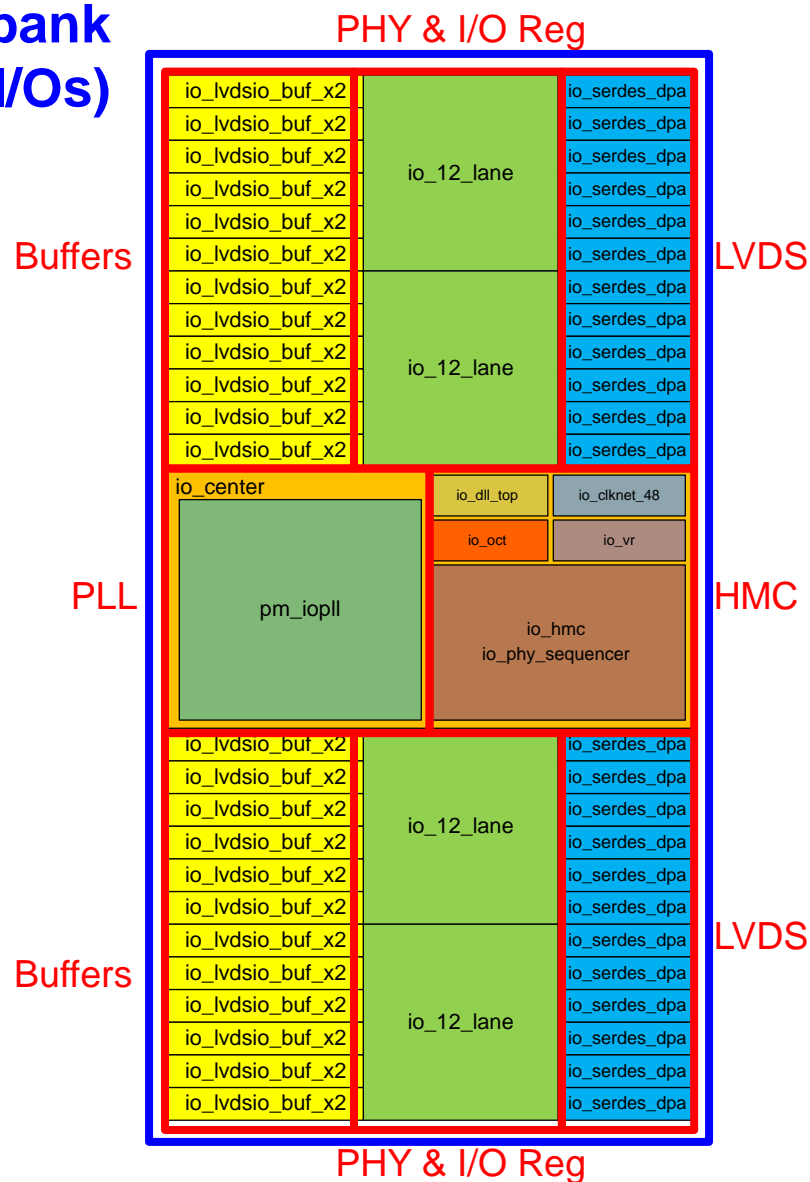 bank
I/Os)
PHY & I/O Reg
Buffers
io_lvdsio_buf_x2
io_lvdsio_buf_x2
io_lvdsio_buf_x2
io_lvdsio_buf_x2
io_lvdsio_buf_x2
io_lvdsio_buf_x2
io_lvdsio_buf_x2
io_lvdsio_buf_x2
io_lvdsio_buf_x2
io_lvdsio_buf_x2
io_lvdsio_buf_x2
io_lvdsio_buf_x2
io_12_lane
io_12_lane
io_serdes_dpa
io_serdes_dpa
io_serdes_dpa
io_serdes_dpa
io_serdes_dpa
io_serdes_dpa
io_serdes_dpa
io_serdes_dpa
io_serdes_dpa
io_serdes_dpa
io_serdes_dpa
io_serdes_dpa
LVDS
PLL
io_center
pm_iopll
io_dll_top
io_clknet_48
io_oct
io_vr
io_hmc
io_phy_sequencer
HMC
Buffers
io_lvdsio_buf_x2
io_lvdsio_buf_x2
io_lvdsio_buf_x2
io_lvdsio_buf_x2
io_lvdsio_buf_x2
io_lvdsio_buf_x2
io_lvdsio_buf_x2
io_lvdsio_buf_x2
io_lvdsio_buf_x2
io_lvdsio_buf_x2
io_lvdsio_buf_x2
io_lvdsio_buf_x2
io_12_lane
io_12_lane
io_serdes_dpa
io_serdes_dpa
io_serdes_dpa
io_serdes_dpa
io_serdes_dpa
io_serdes_dpa
io_serdes_dpa
io_serdes_dpa
io_serdes_dpa
io_serdes_dpa
io_serdes_dpa
io_serdes_dpa
LVDS
PHY & I/O Reg